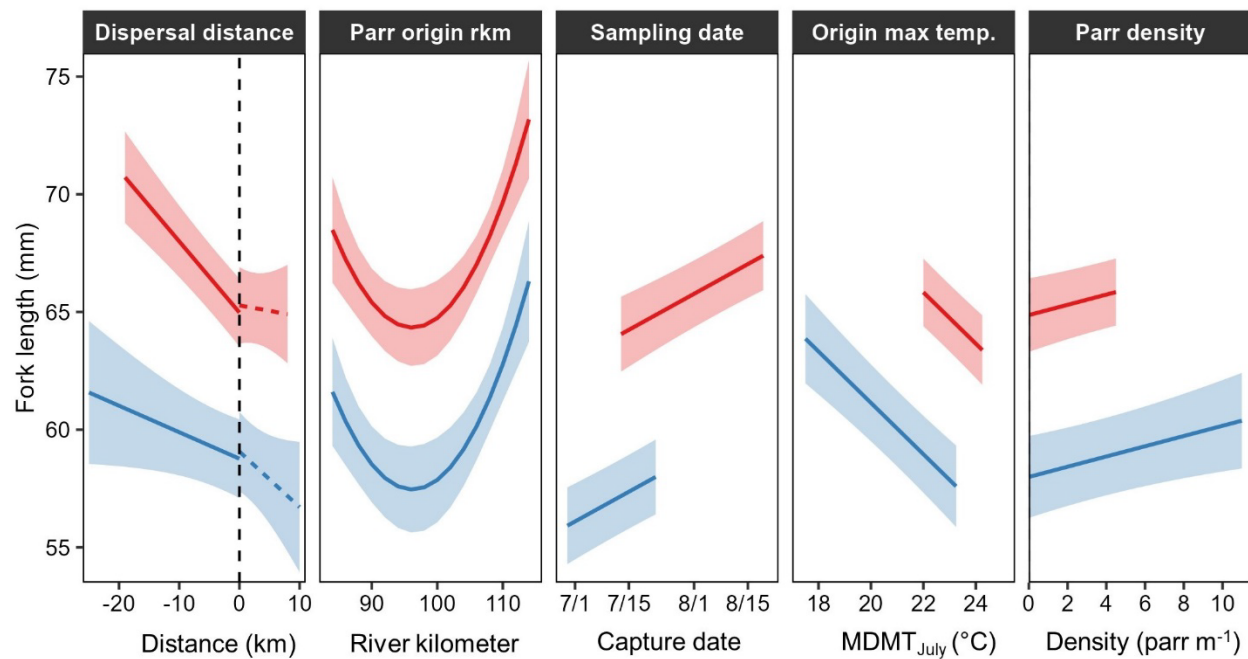 Dispersal distance Parr origin rkm Sampling date Origin max temp. Parr density
Fork length (mm)
75
70
65
60
55
-20 -10 0 10 90 100 110 7/1 7/15 8/1 8/15 18 20 22 24 0 2 4 6 8 10
Distance (km) River kilometer Capture date MDMT_July (°C) Density (parr m⁻¹)